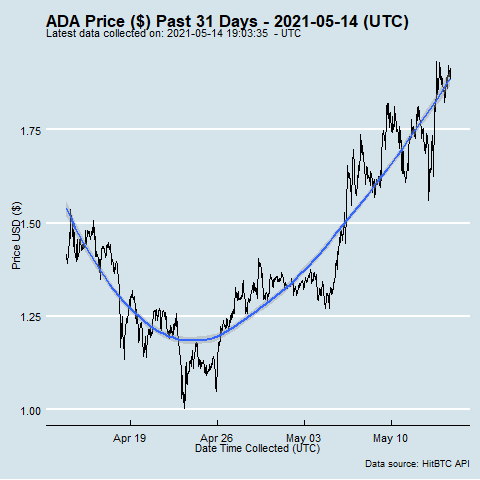 ADA Price ($) Past 31 Days - 2021-05-14 (UTC)
Latest data collected on: 2021-05-14 19:03:35 - UTC
Price USD ($)
1.75
1.50
1.25
1.00
Apr 19
Apr 26
May 03
May 10
Date Time Collected (UTC)
Data source: HitBTC API